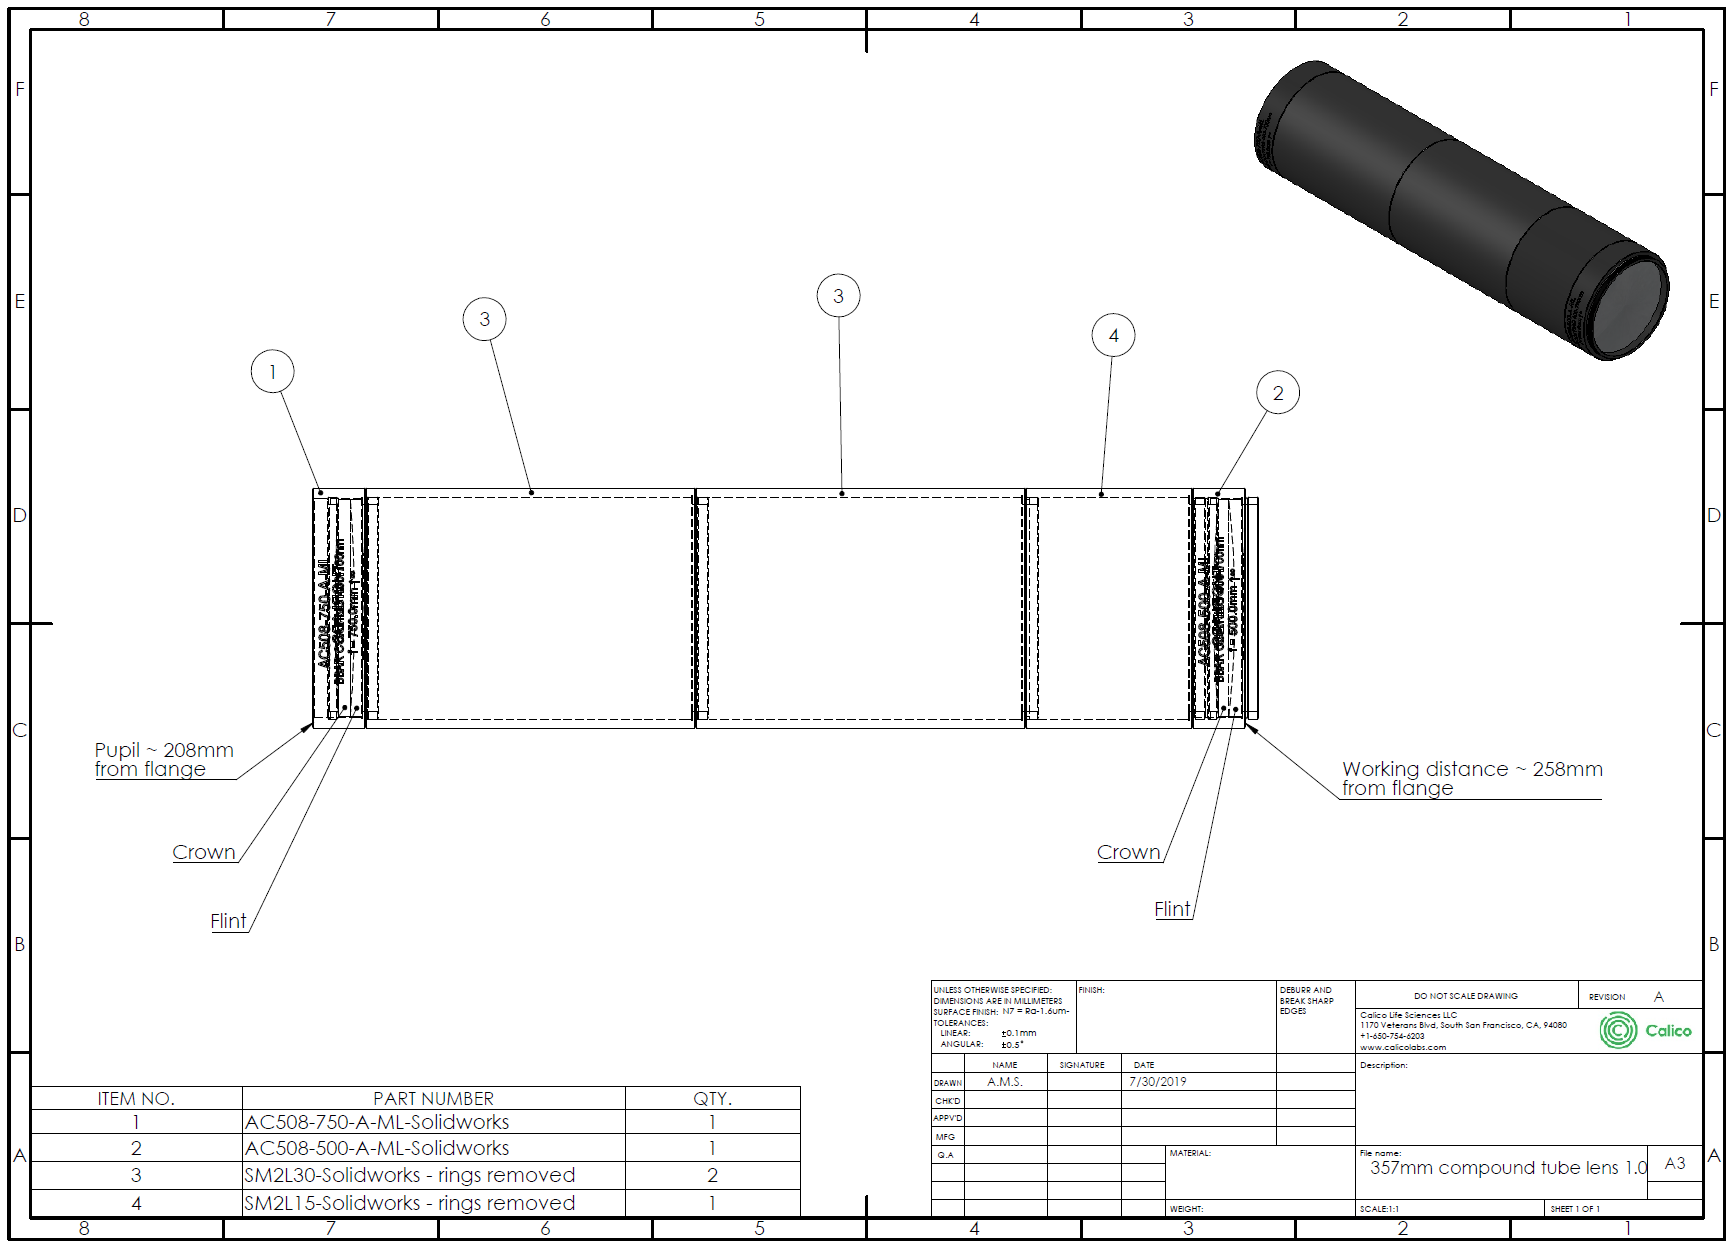 8 7 6 5 4 3 2 1
F F
E E
D D
C C
B B
A A
1
3
3
4
2
AC508-750-A-ML
f = 750.0mm
AC508-500-A-ML
f = 500.0mm
Pupil ~ 208mm
from flange
Crown
Flint
Working distance ~ 258mm
from flange
Crown
Flint
ITEM NO. PART NUMBER QTY.
1 AC508-750-A-ML-Solidworks 1
2 AC508-500-A-ML-Solidworks 1
3 SM2L30-Solidworks - rings removed 2
4 SM2L15-Solidworks - rings removed 1
UNLESS OTHERWISE SPECIFIED:
DIMENSIONS ARE IN MILLIMETERS
SURFACE FINISH: N7 = Ra-1.6um-
TOLERANCES:
LINEAR: ±0.1mm
ANGULAR: ±0.5°
FINISH:
DEBURR AND
BREAK SHARP
EDGES
DO NOT SCALE DRAWING
REVISION A
Calico Life Sciences LLC
1170 Veterans Blvd, South San Francisco, CA, 94080
+1-650-754-6203
www.calicolabs.com
Calico
NAME SIGNATURE DATE
DRAWN A.M.S. 7/30/2019
CHK'D
APPV'D
MFG
Q.A
MATERIAL:
WEIGHT:
Description:
File name:
357mm compound tube lens 1.0
A3
SCALE:1:1
SHEET 1 OF 1
8 7 6 5 4 3 2 1